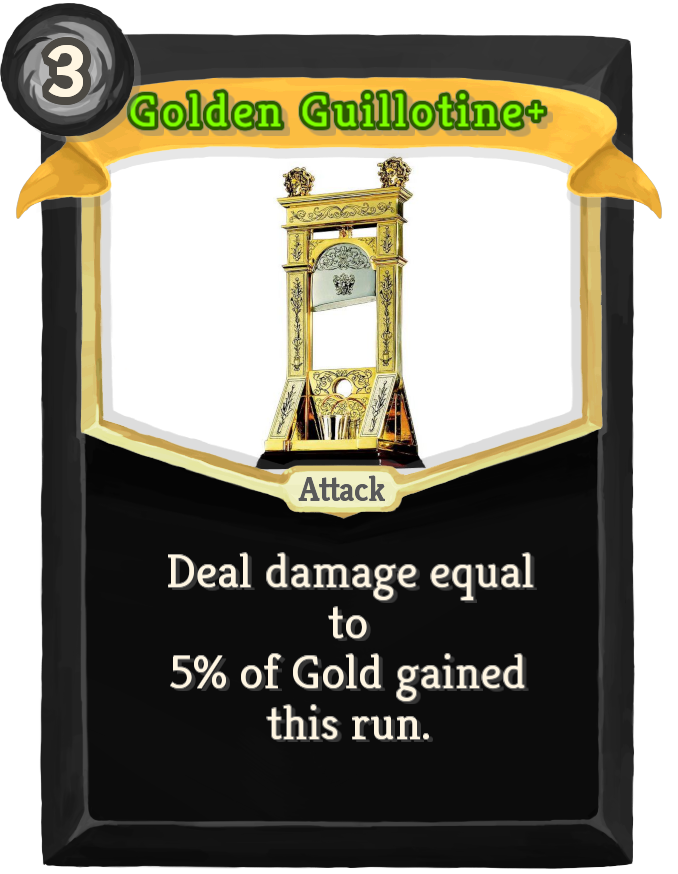 3
Golden Guillotine+
Attack
Deal damage equal
to
5% of Gold gained
this run.